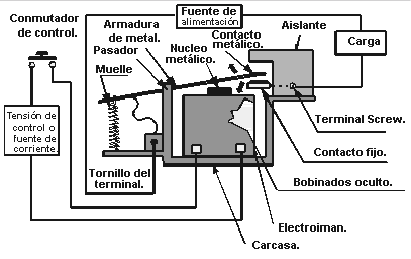 Conmutador
de control.
Armadura
de metal.
Pasador
Muelle
Nucleo
metálico.
Fuente de
alimentación
Contacto
metálico.
Aislante
Carga
Tensión de
control o
fuente de
corriente.
Tornillo del
terminal.
Terminal Screw.
Contacto fijo.
Bobinados oculto.
Electroiman.
Carcasa.